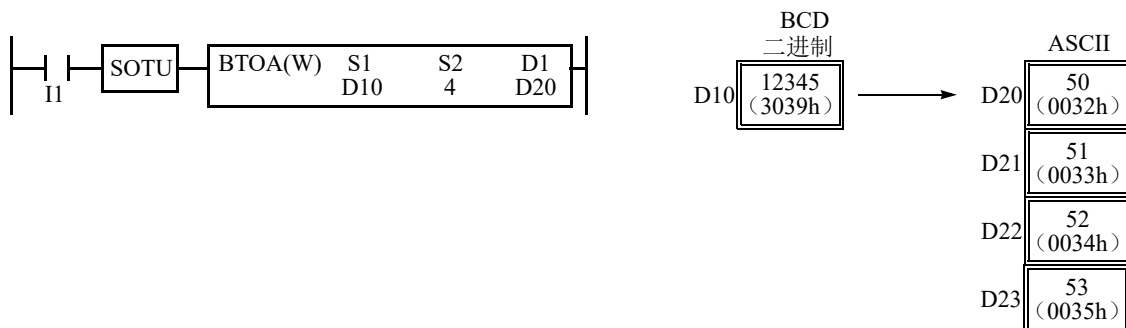 I1
SOTU
BTOA(W) S1 S2 D1
D10 4 D20
BCD
二进制
D10 12345
（3039h）
ASCII
D20 50
（0032h）
D21 51
（0033h）
D22 52
（0034h）
D23 53
（0035h）